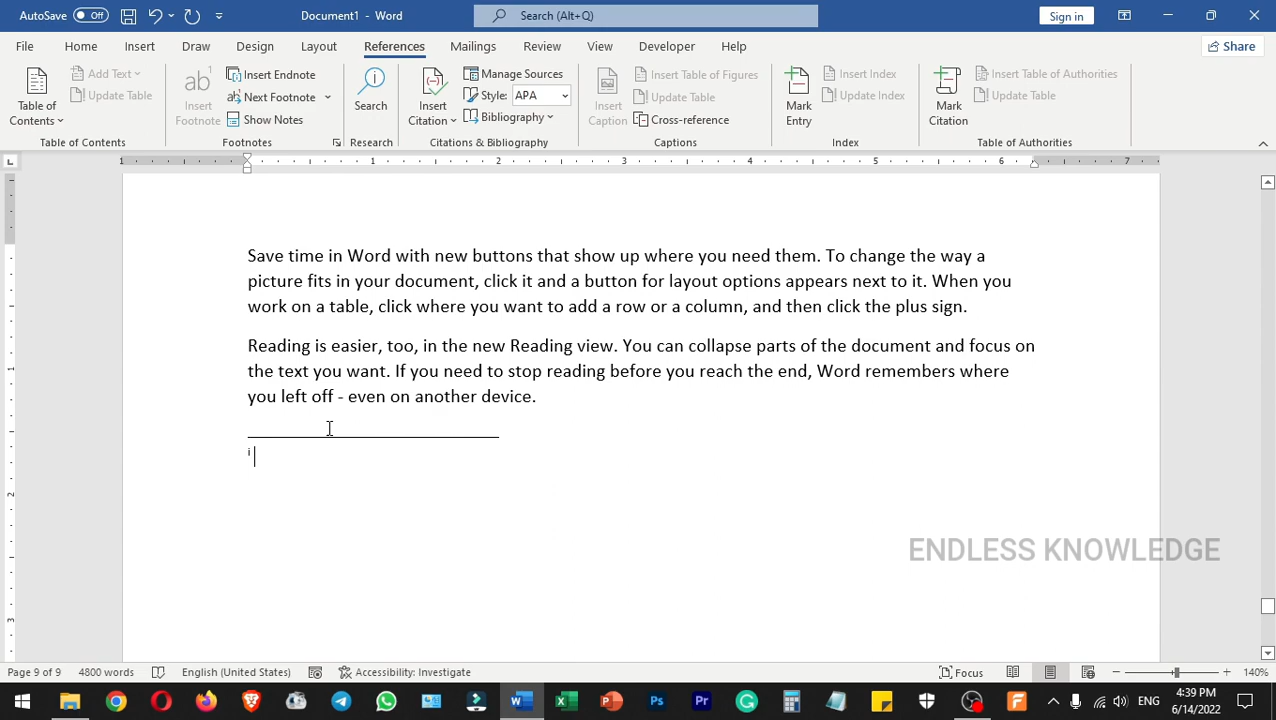 AutoSave Off Document1 - Word Search (Alt+Q) Sign in
File Home Insert Draw Design Layout References Mailings Review View Developer Help Share
Table of Contents Add Text Update Table
Table of Contents
ab1 Insert Footnote Insert Endnote Next Footnote Show Notes
Footnotes
Search
Research
Insert Citation Manage Sources Style: APA Bibliography
Citations & Bibliography
Insert Caption Insert Table of Figures Update Table Cross-reference
Captions
Mark Entry Insert Index Update Index
Index
Mark Citation Insert Table of Authorities Update Table
Table of Authorities
1 1 2 3 4 5 6 7
Save time in Word with new buttons that show up where you need them. To change the way a
picture fits in your document, click it and a button for layout options appears next to it. When you
work on a table, click where you want to add a row or a column, and then click the plus sign.
Reading is easier, too, in the new Reading view. You can collapse parts of the document and focus on
the text you want. If you need to stop reading before you reach the end, Word remembers where
you left off - even on another device.
i
ENDLESS KNOWLEDGE
Page 9 of 9 4800 words English (United States) Accessibility: Investigate Focus 140%
ENG 4:39 PM
6/14/2022